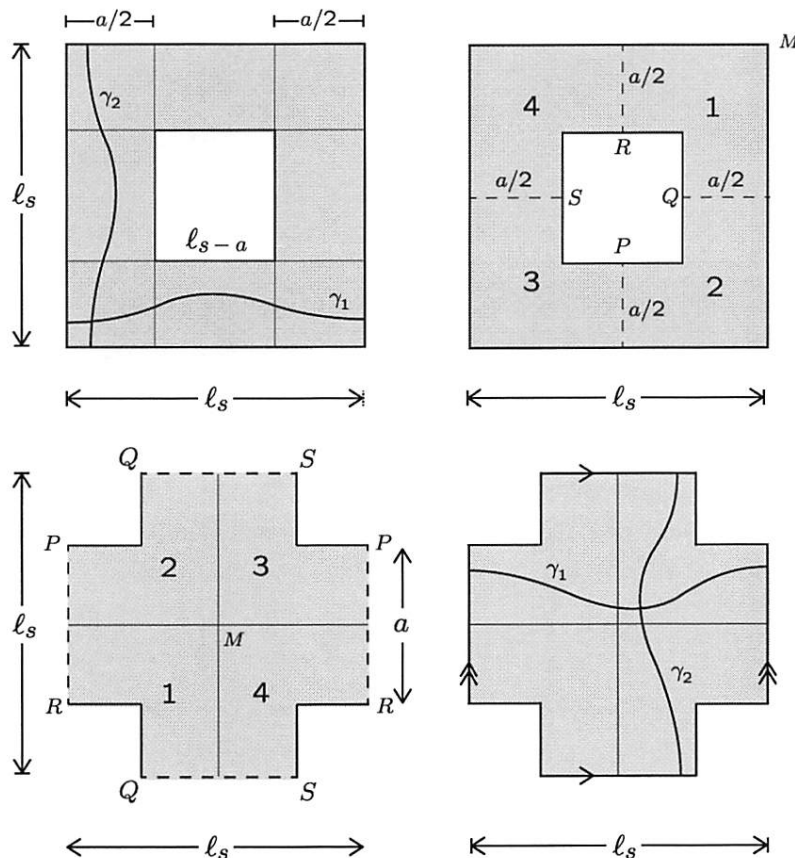 a/2 a/2
γ₂
ℓₛ
ℓₛ₋ₐ
γ₁
ℓₛ
M
a/2
4 1
R
a/2 S Q a/2
P
3 2
a/2
ℓₛ
Q S
P P
2 3
ℓₛ a
M
1 4
R R
Q S
ℓₛ
γ₁
γ₂
ℓₛ